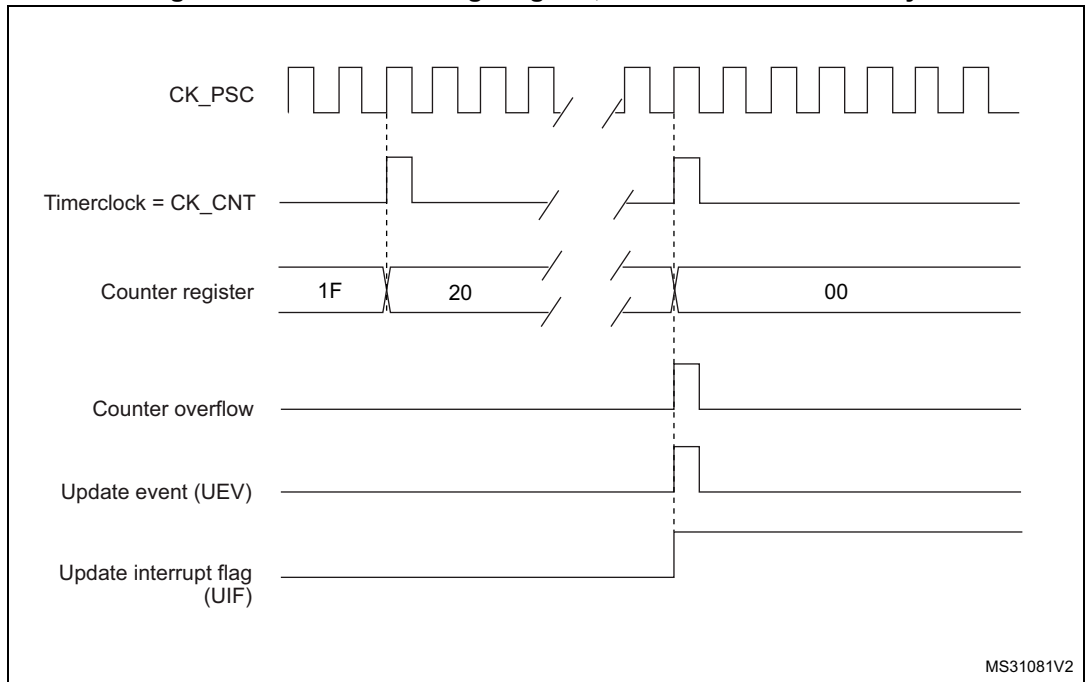 CK_PSC
Timerclock = CK_CNT
Counter register
1F
20
00
Counter overflow
Update event (UEV)
Update interrupt flag
(UIF)
MS31081V2